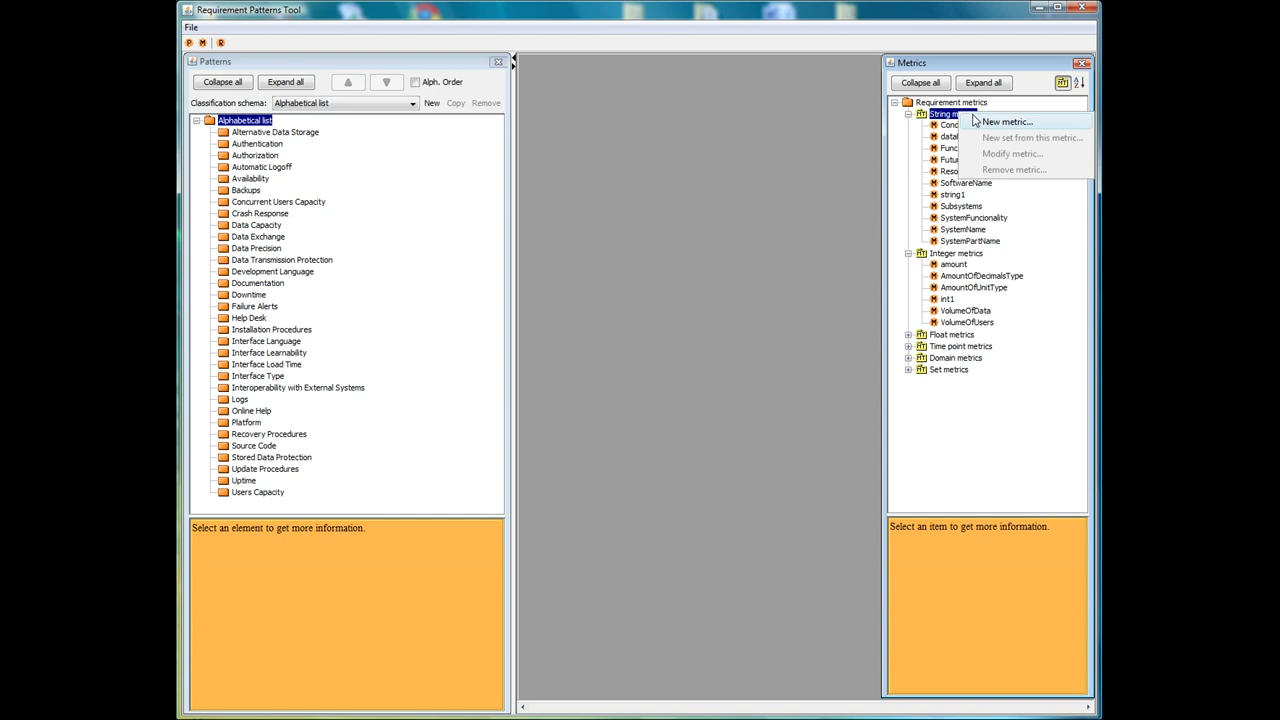 Requirement Patterns Tool
File
P M R
Patterns
Collapse all Expand all Alph. Order
Classification schema: Alphabetical list New Copy Remove
Alphabetical list
Alternative Data Storage
Authentication
Authorization
Automatic Logoff
Availability
Backups
Concurrent Users Capacity
Crash Response
Data Capacity
Data Exchange
Data Precision
Data Transmission Protection
Development Language
Documentation
Downtime
Failure Alerts
Help Desk
Installation Procedures
Interface Language
Interface Learnability
Interface Load Time
Interface Type
Interoperability with External Systems
Logs
Online Help
Platform
Recovery Procedures
Source Code
Stored Data Protection
Update Procedures
Uptime
Users Capacity
Select an element to get more information.
Metrics
Collapse all Expand all
Requirement metrics
String m
Conc
datal
Func
Futu
Reso
SoftwareName
string1
Subsystems
SystemFuncionality
SystemName
SystemPartName
Integer metrics
amount
AmountOfDecimalsType
AmountOfUnitType
int1
VolumeOfData
VolumeOfUsers
Float metrics
Time point metrics
Domain metrics
Set metrics
New metric...
New set from this metric...
Modify metric...
Remove metric...
Select an item to get more information.